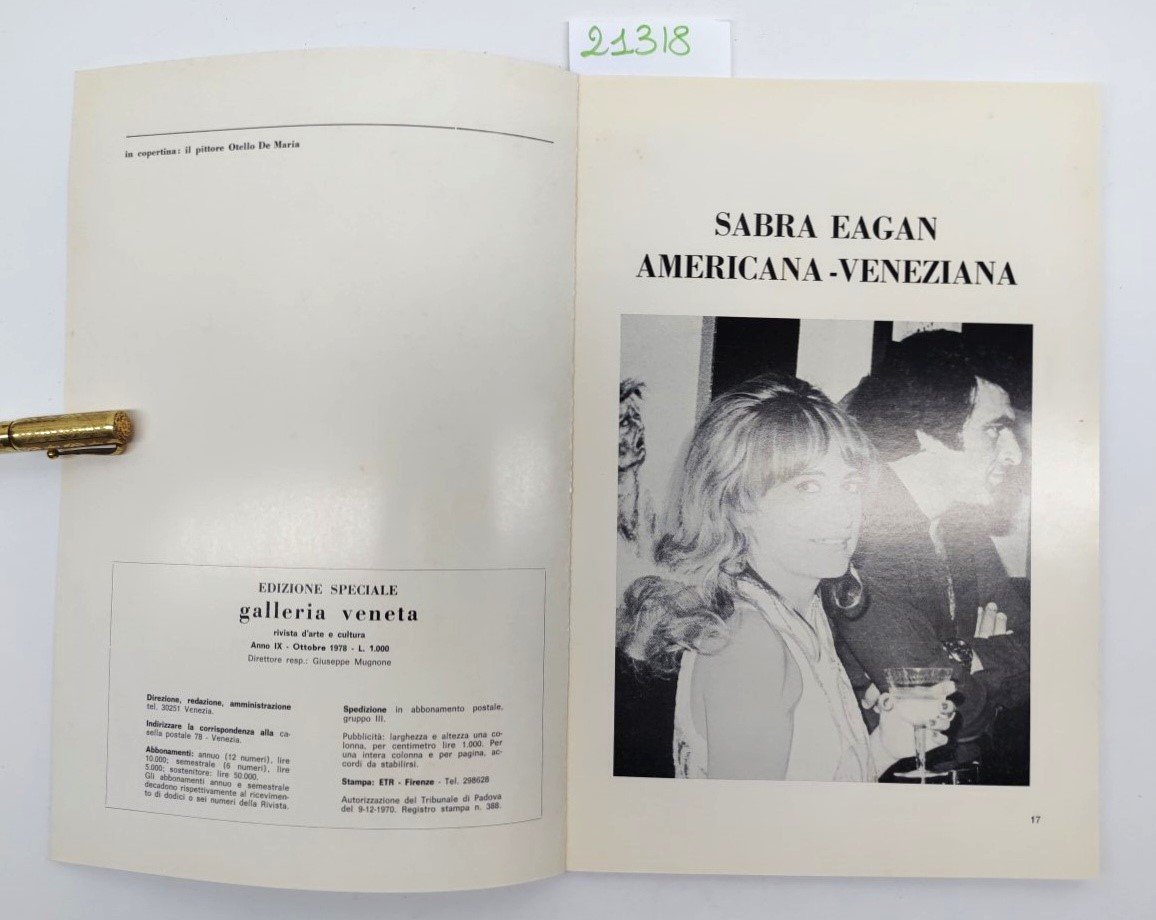 21318
in copertina: il pittore Otello De Maria
EDIZIONE SPECIALE
galleria veneta
rivista d'arte e cultura
Anno IX - Ottobre 1978 - L. 1.000
Direttore resp.: Giuseppe Mugnone
Direzione, redazione, amministrazione
tel. 30251 Venezia.
Indirizzare la corrispondenza alla ca-
sella postale 78 - Venezia.
Abbonamenti: annuo (12 numeri), lire
10.000; semestrale (6 numeri), lire
5.000; sostenitore: lire 50.000.
Gli abbonamenti annuo e semestrale
decadono rispettivamente al ricevimen-
to di dodici o sei numeri della Rivista.
Spedizione in abbonamento postale,
gruppo III.
Pubblicità: larghezza e altezza una co-
lonna, per centimetro lire 1.000. Per
una intera colonna e per pagina, ac-
cordi da stabilirsi.
Stampa: ETR - Firenze - Tel. 298628
Autorizzazione del Tribunale di Padova
del 9-12-1970. Registro stampa n. 388.
SABRA EAGAN
AMERICANA-VENEZIANA
17